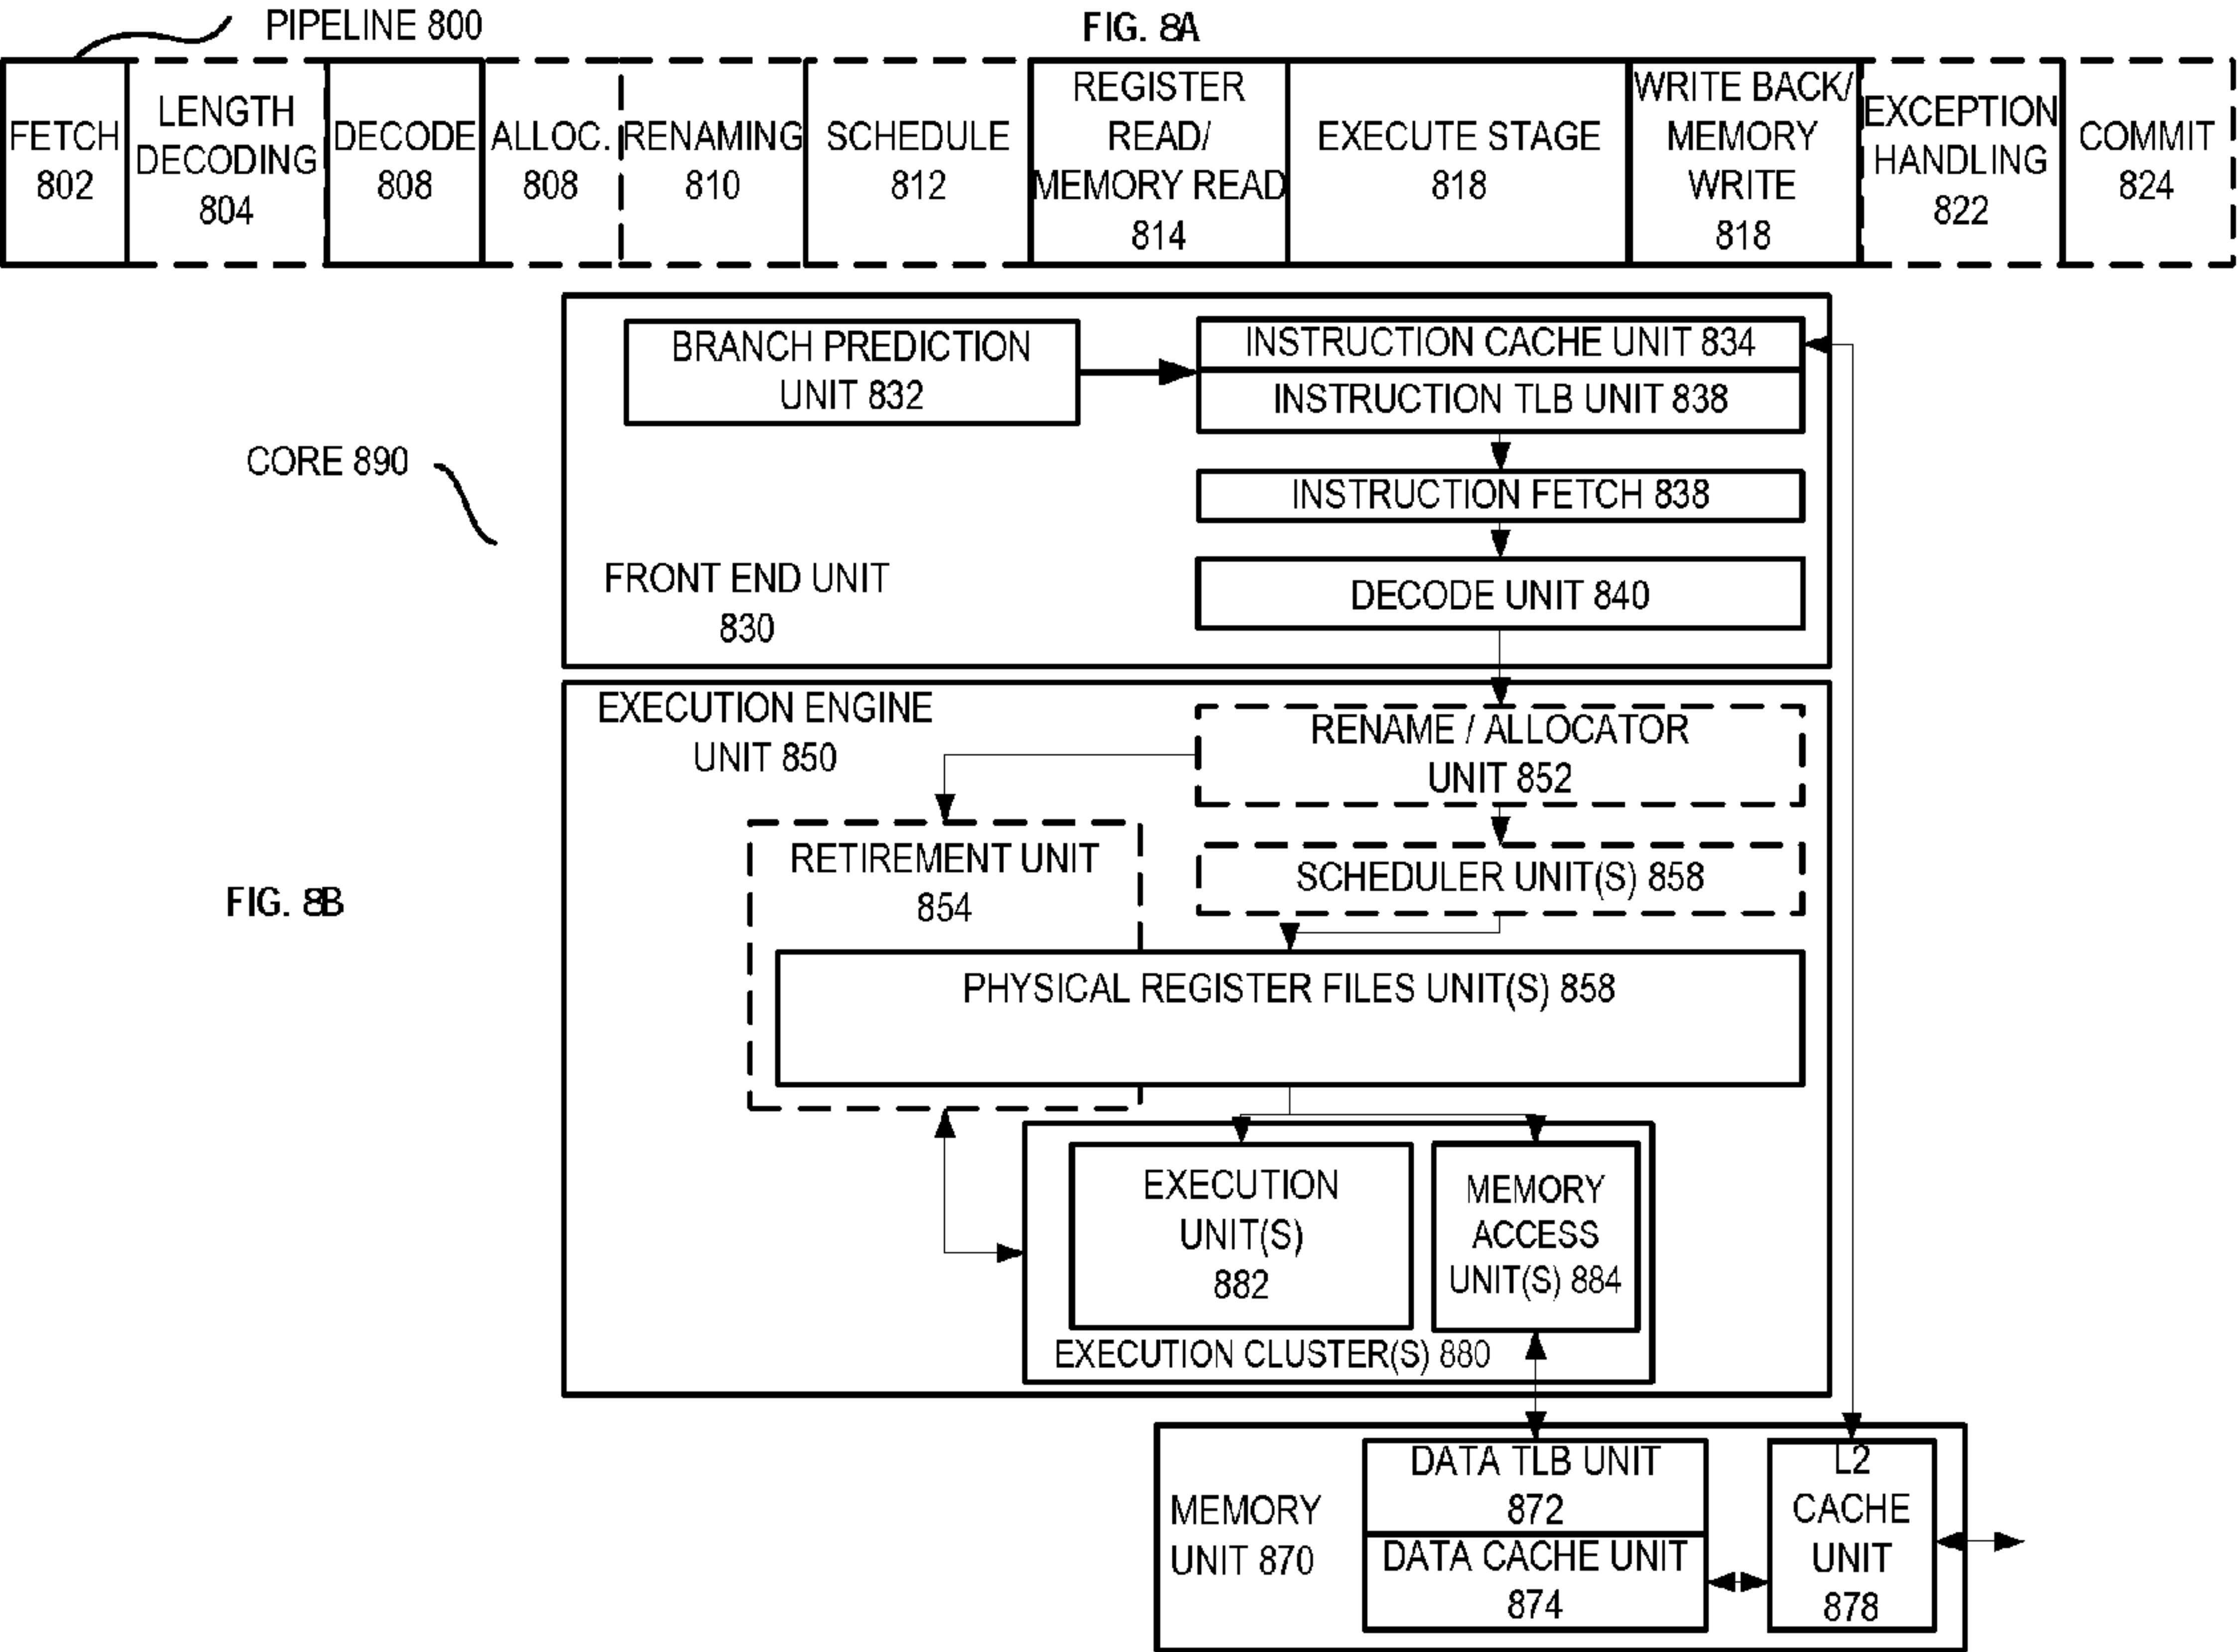 PIPELINE 800
FIG. 8A
FETCH
802
LENGTH
DECODING
804
DECODE
808
ALLOC.
808
RENAMING
810
SCHEDULE
812
REGISTER
READ/
MEMORY READ
814
EXECUTE STAGE
818
WRITE BACK/
MEMORY
WRITE
818
EXCEPTION
HANDLING
822
COMMIT
824
BRANCH PREDICTION
UNIT 832
INSTRUCTION CACHE UNIT 834
INSTRUCTION TLB UNIT 838
CORE 890
INSTRUCTION FETCH 838
FRONT END UNIT
830
DECODE UNIT 840
EXECUTION ENGINE
UNIT 850
RENAME / ALLOCATOR
UNIT 852
RETIREMENT UNIT
854
SCHEDULER UNIT(S) 858
FIG. 8B
PHYSICAL REGISTER FILES UNIT(S) 858
EXECUTION
UNIT(S)
882
MEMORY
ACCESS
UNIT(S) 884
EXECUTION CLUSTER(S) 880
MEMORY
UNIT 870
DATA TLB UNIT
872
DATA CACHE UNIT
874
L2
CACHE
UNIT
878